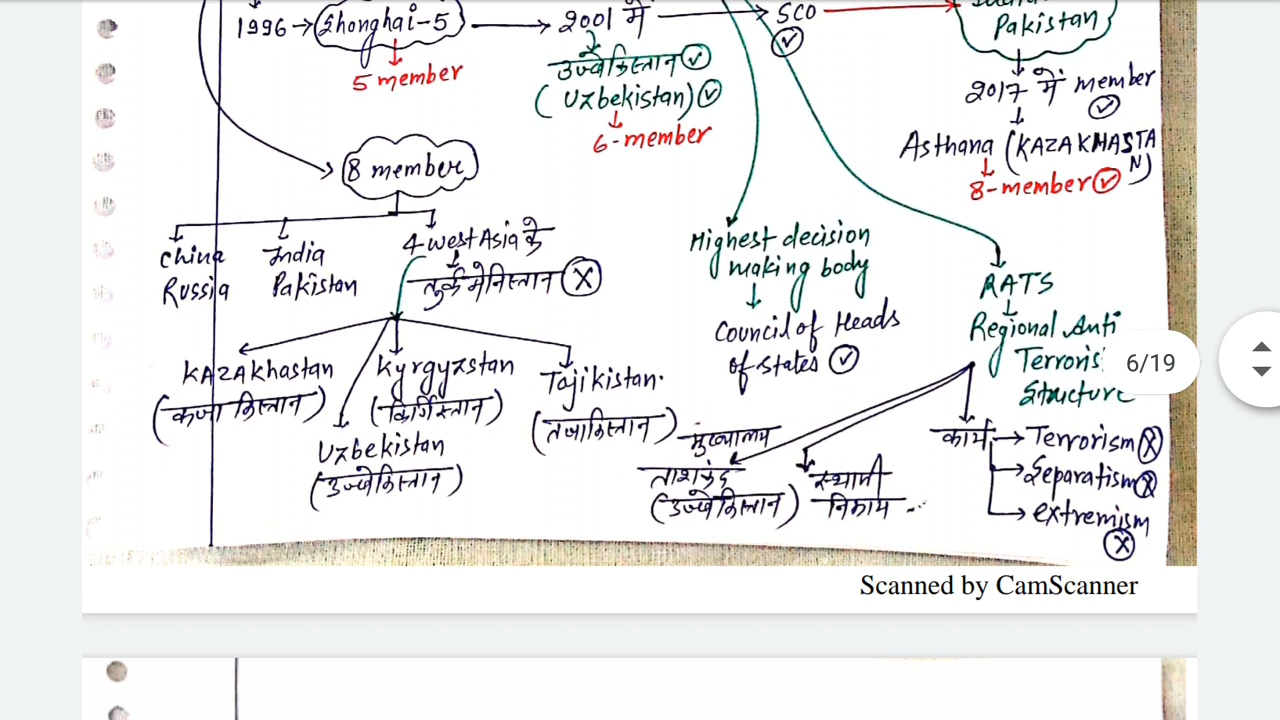 1996 → Shanghai-5 → 2001 में → SCO →
Pakistan
5 member
उज्बेकिस्तान
(Uzbekistan)
6-member
2017 में member
Asthana (KAZAKHASTAN)
8-member
8 member
China
Russia
India
Pakistan
4 West Asia के
तुर्कमेनिस्तान
KAZAkhastan
(कजाकिस्तान)
Uzbekistan
(उज्बेकिस्तान)
Kyrgyzstan
(किर्गिस्तान)
Tajikistan
(तजाकिस्तान)
Highest decision
making body
Council of Heads
of states
RATS
Regional Anti
Structure
मुख्यालय
ताशकंद
(उज्बेकिस्तान)
स्थायी
निकाय
कार्य → Terrorism
Separatism
extremism
6/19
Scanned by CamScanner